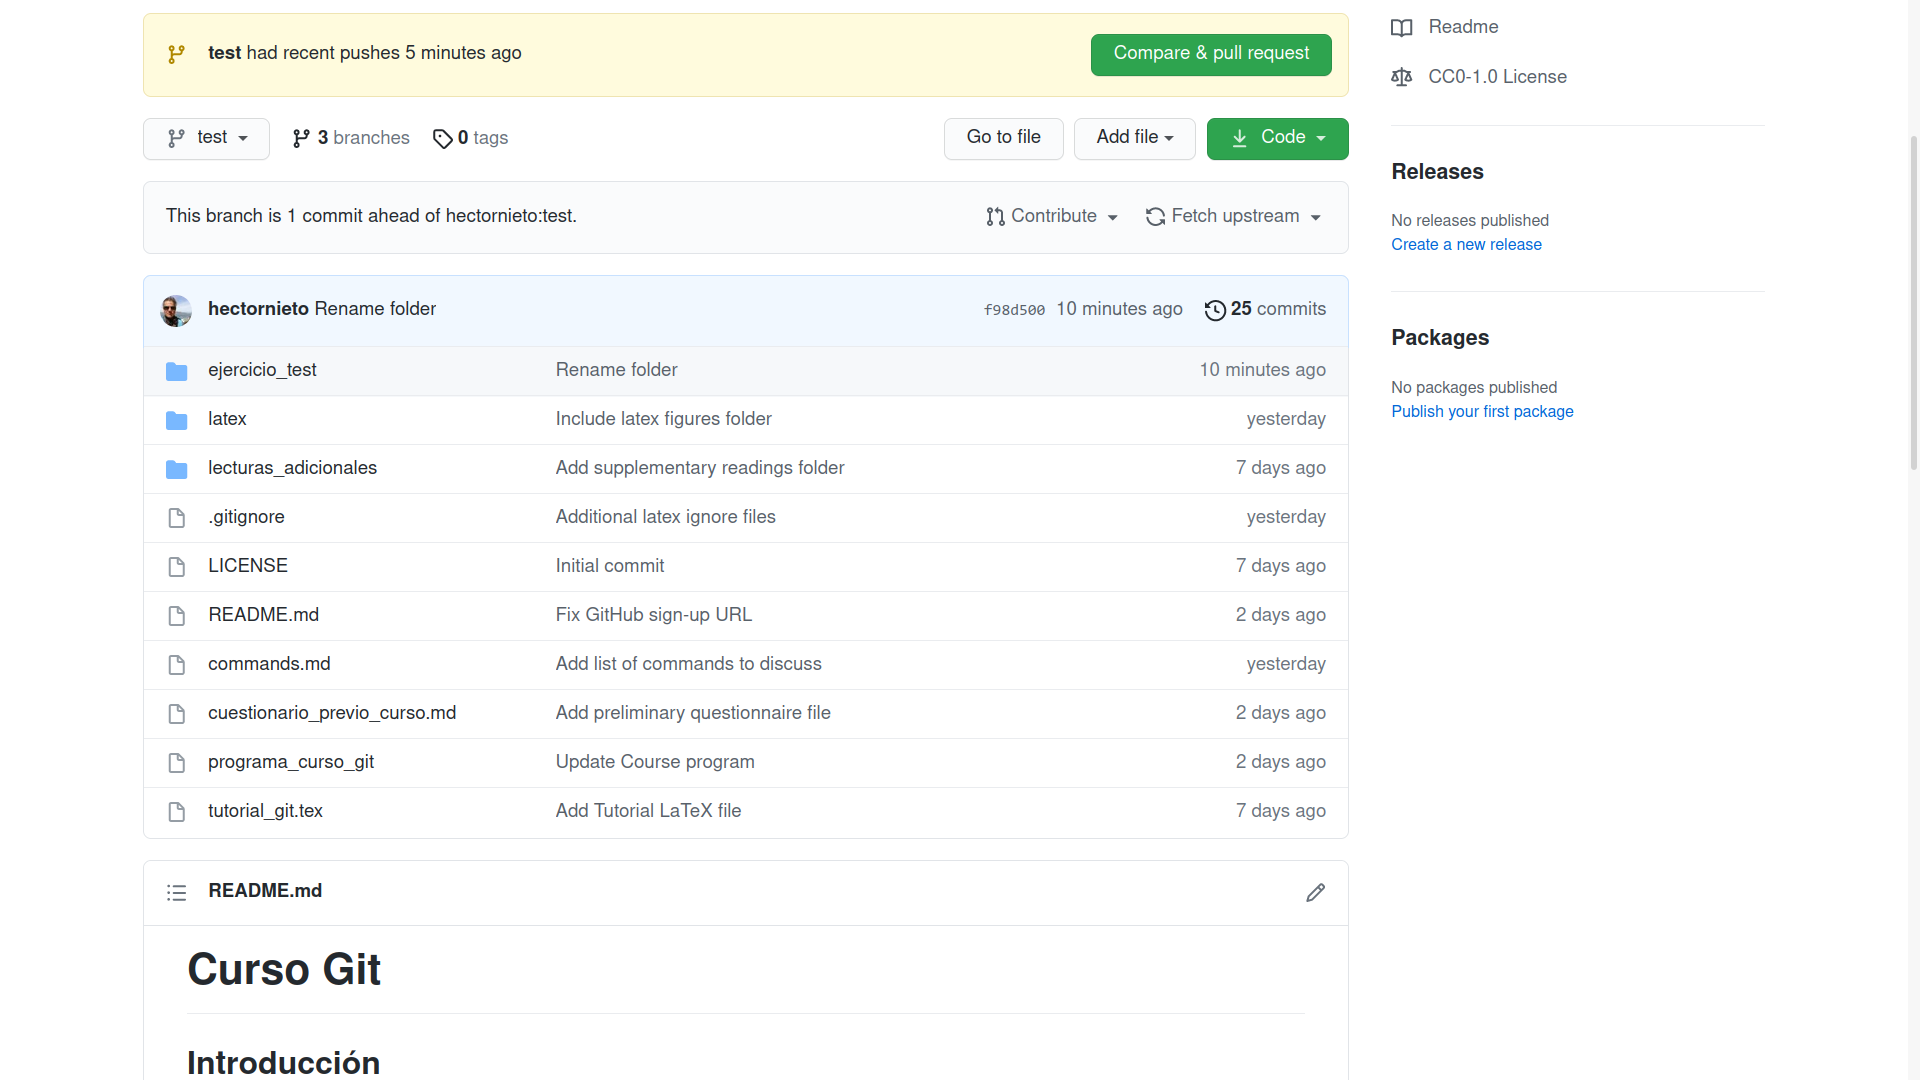 test had recent pushes 5 minutes ago
Compare & pull request
test
3 branches
0 tags
Go to file
Add file
Code
This branch is 1 commit ahead of hectornieto:test.
Contribute
Fetch upstream
hectornieto Rename folder
f98d500 10 minutes ago
25 commits
ejercicio_test Rename folder 10 minutes ago
latex Include latex figures folder yesterday
lecturas_adicionales Add supplementary readings folder 7 days ago
.gitignore Additional latex ignore files yesterday
LICENSE Initial commit 7 days ago
README.md Fix GitHub sign-up URL 2 days ago
commands.md Add list of commands to discuss yesterday
cuestionario_previo_curso.md Add preliminary questionnaire file 2 days ago
programa_curso_git Update Course program 2 days ago
tutorial_git.tex Add Tutorial LaTeX file 7 days ago
README.md
Curso Git
Introducción
Readme
CC0-1.0 License
Releases
No releases published
Create a new release
Packages
No packages published
Publish your first package